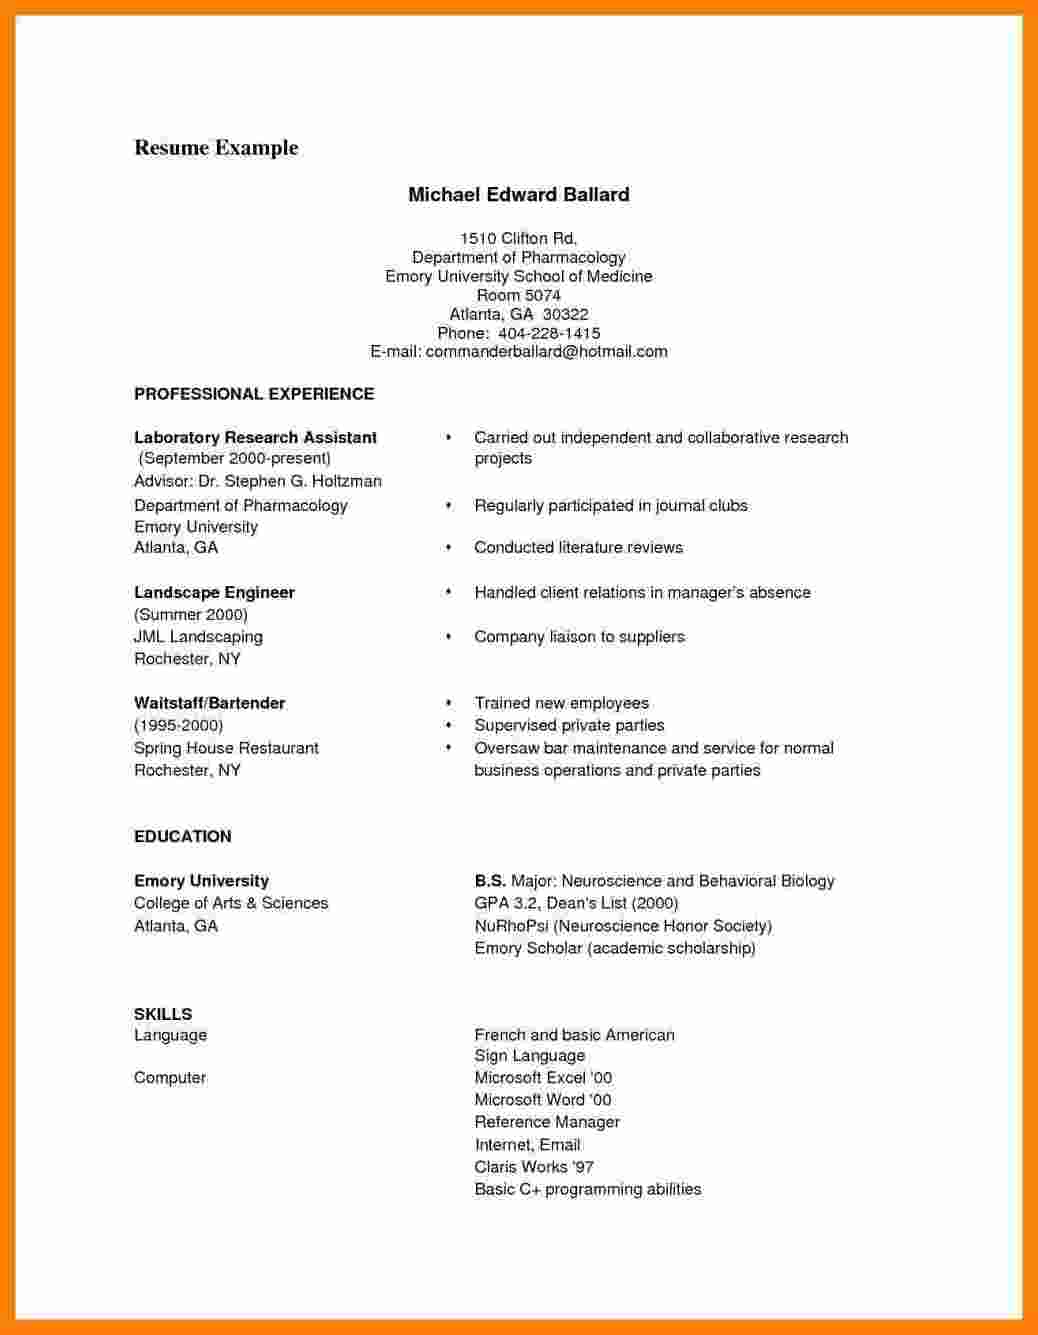 Resume Example
Michael Edward Ballard
1510 Clifton Rd.
Department of Pharmacology
Emory University School of Medicine
Room 5074
Atlanta, GA 30322
Phone: 404-228-1415
E-mail: commanderballard@hotmail.com
PROFESSIONAL EXPERIENCE
Laboratory Research Assistant
(September 2000-present)
Advisor: Dr. Stephen G. Holtzman
Department of Pharmacology
Emory University
Atlanta, GA
• Carried out independent and collaborative research
projects
• Regularly participated in journal clubs
• Conducted literature reviews
Landscape Engineer
(Summer 2000)
JML Landscaping
Rochester, NY
• Handled client relations in manager's absence
• Company liaison to suppliers
Waitstaff/Bartender
(1995-2000)
Spring House Restaurant
Rochester, NY
• Trained new employees
• Supervised private parties
• Oversaw bar maintenance and service for normal
business operations and private parties
EDUCATION
Emory University
College of Arts & Sciences
Atlanta, GA
B.S. Major: Neuroscience and Behavioral Biology
GPA 3.2, Dean's List (2000)
NuRhoPsi (Neuroscience Honor Society)
Emory Scholar (academic scholarship)
SKILLS
Language
French and basic American
Sign Language
Computer
Microsoft Excel '00
Microsoft Word '00
Reference Manager
Internet, Email
Claris Works '97
Basic C+ programming abilities